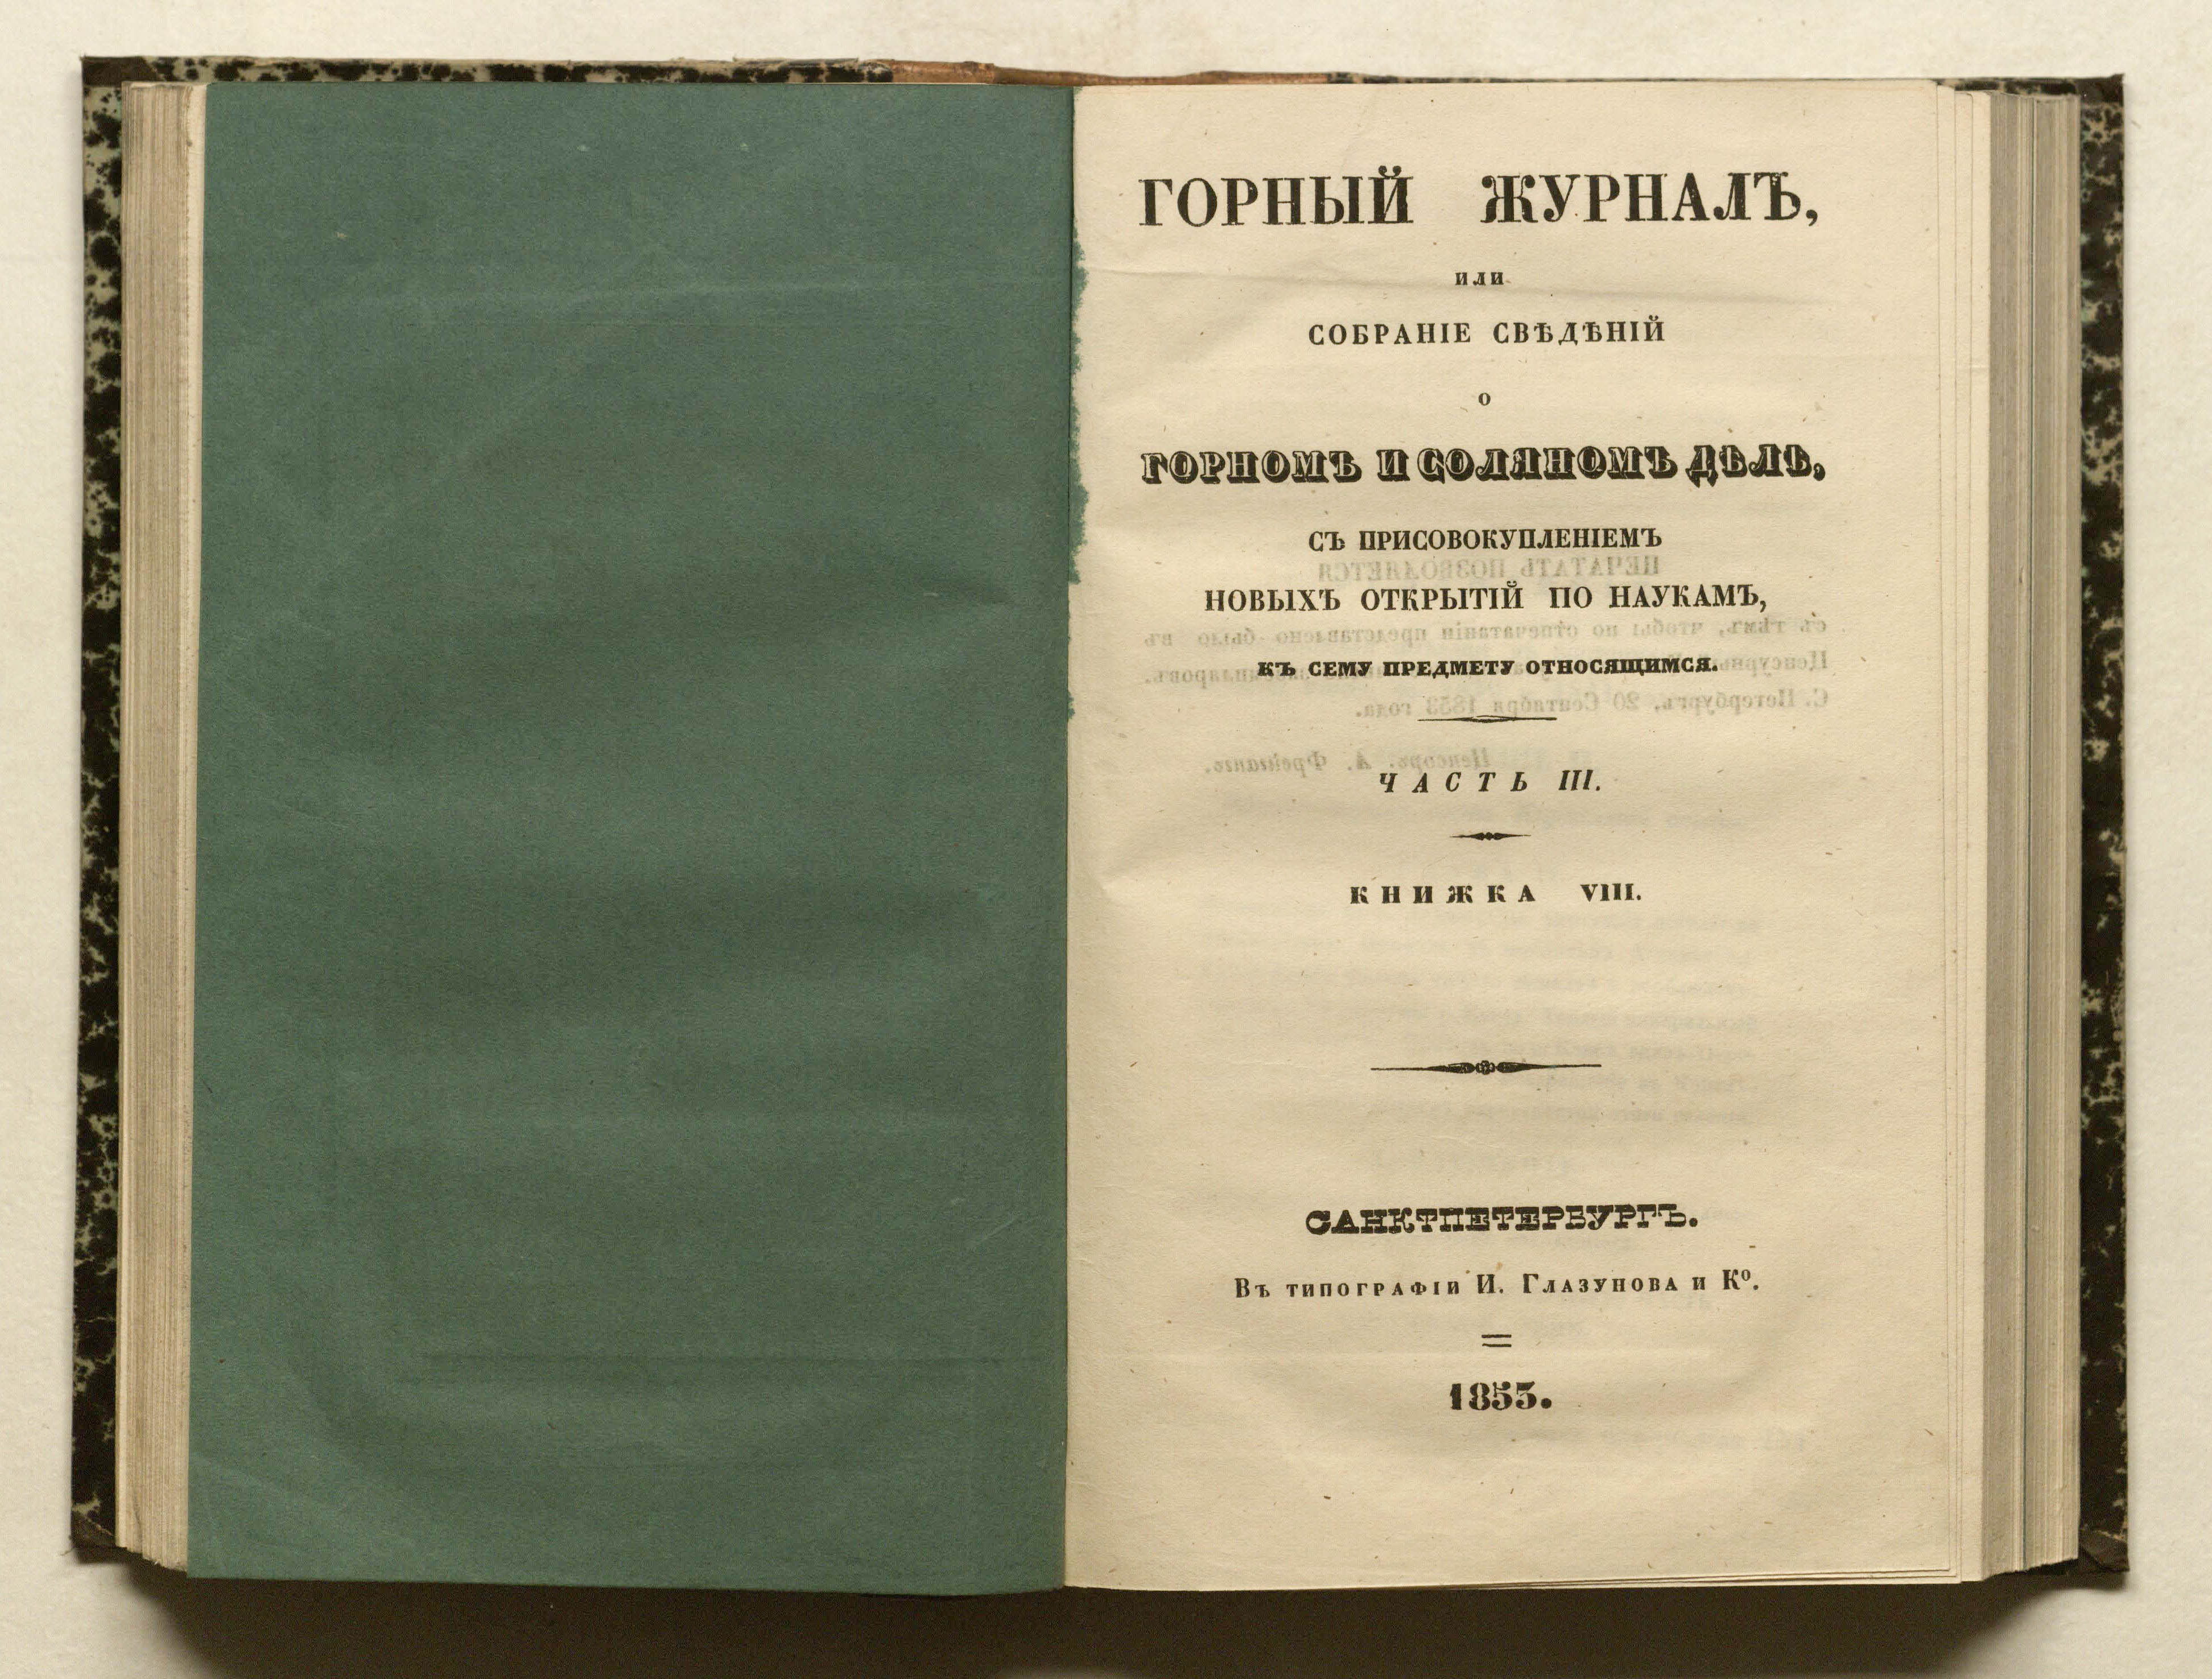 ГОРНЫЙ ЖУРНАЛЪ,
или
СОБРАНІЕ СВѢДѢНІЙ
о
ГОРНОМЪ И СОЛЯНОМЪ ДѢЛѢ,
СЪ ПРИСОВОКУПЛЕНІЕМЪ
НОВЫХЪ ОТКРЫТІЙ ПО НАУКАМЪ,
КЪ СЕМУ ПРЕДМЕТУ ОТНОСЯЩИМСЯ.
ЧАСТЬ III.
КНИЖКА VIII.
САНКТПЕТЕРБУРГЪ.
Въ типографіи И. Глазунова и Ко.
1853.